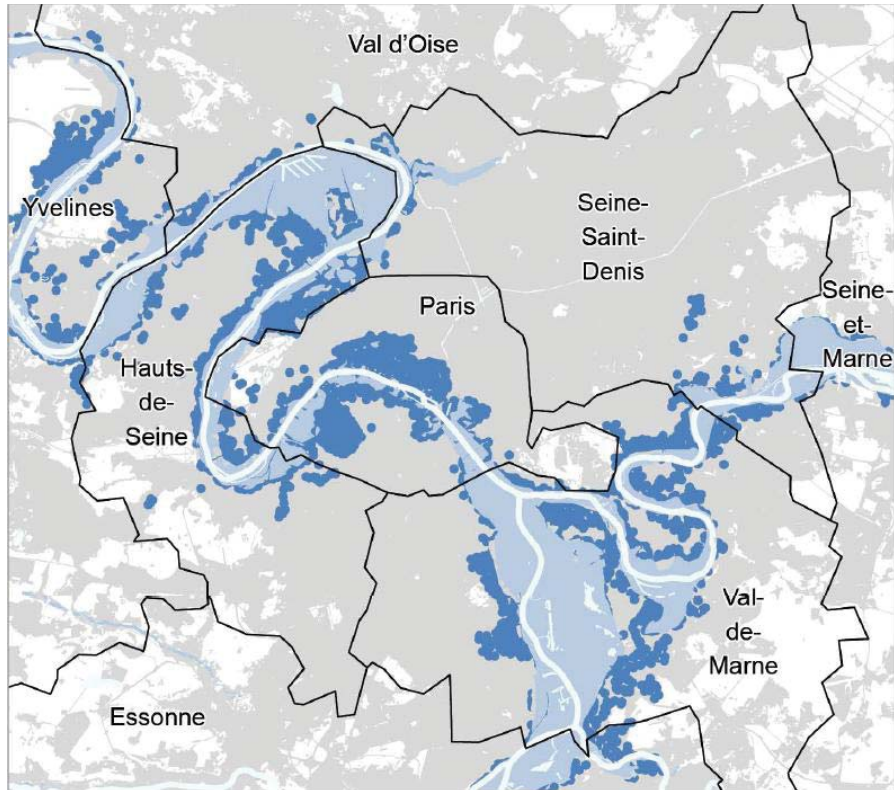 Val d'Oise
Yvelines
Seine-
Saint-
Denis
Paris
Seine-
et-
Marne
Hauts-
de-
Seine
Val-
de-
Marne
Essonne